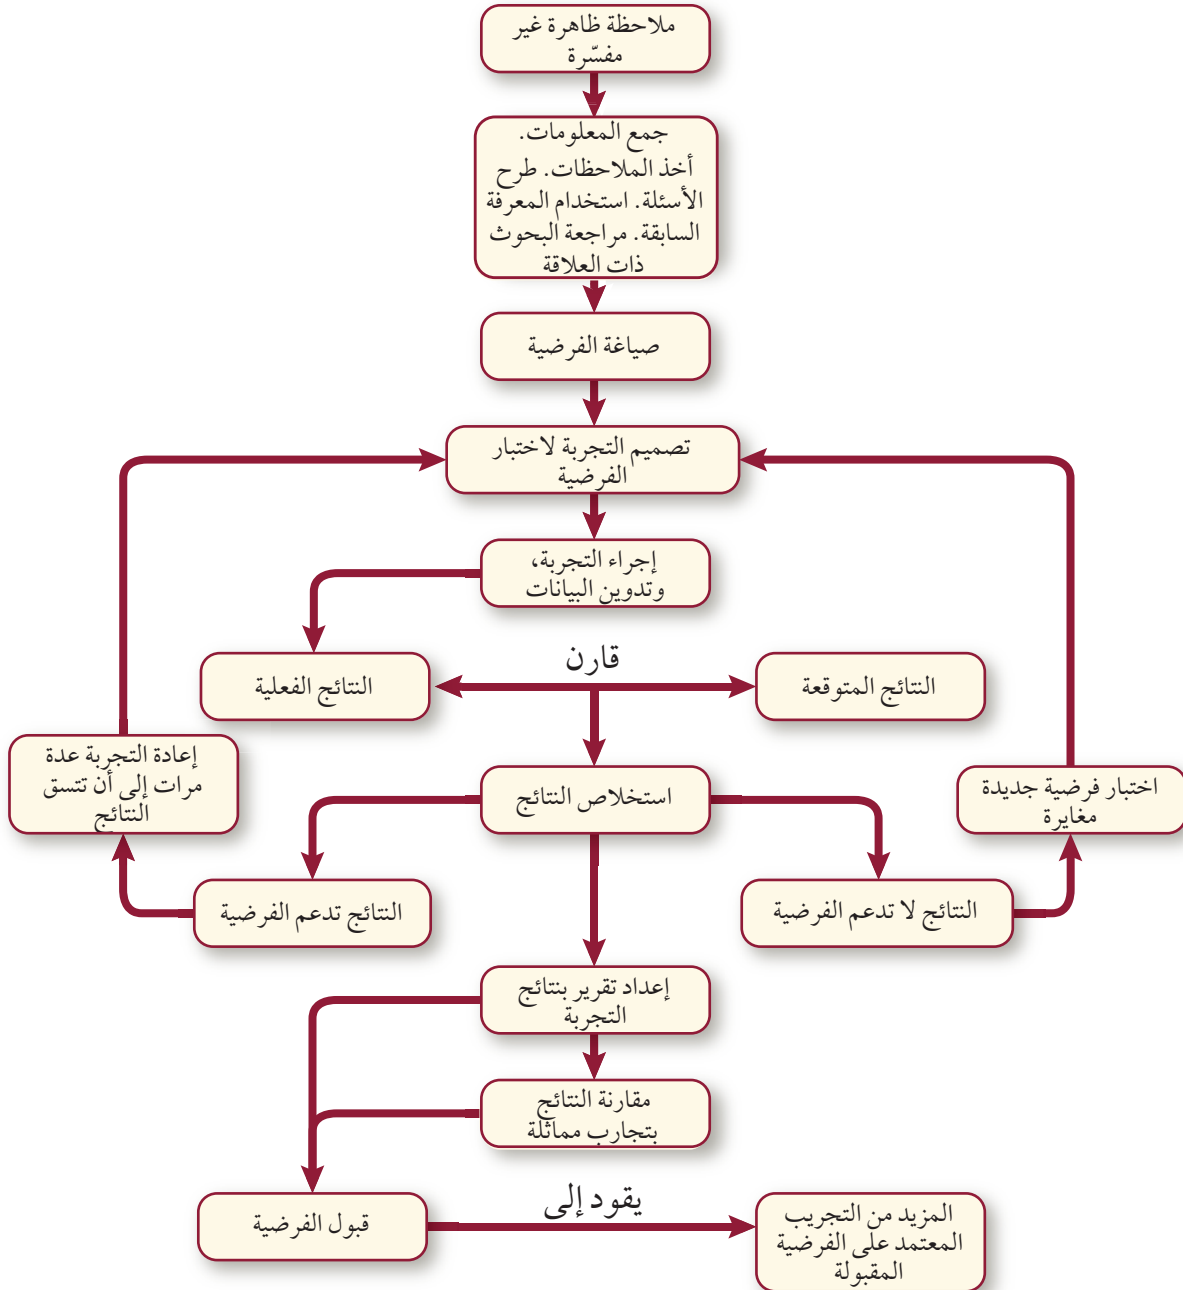 ملاحظة ظاهرة غير
مفسّرة
جمع المعلومات.
أخذ الملاحظات. طرح
الأسئلة. استخدام المعرفة
السابقة. مراجعة البحوث
ذات العلاقة
صياغة الفرضية
تصميم التجربة لاختبار
الفرضية
إجراء التجربة،
وتدوين البيانات
قارن
النتائج المتوقعة
النتائج الفعلية
إعادة التجربة عدة
مرات إلى أن تتسق
النتائج
استخلاص النتائج
اختبار فرضية جديدة
مغايرة
النتائج لا تدعم الفرضية
النتائج تدعم الفرضية
إعداد تقرير بنتائج
التجربة
مقارنة النتائج
بتجارب مماثلة
قبول الفرضية
يقود إلى
المزيد من التجريب
المعتمد على الفرضية
المقبولة